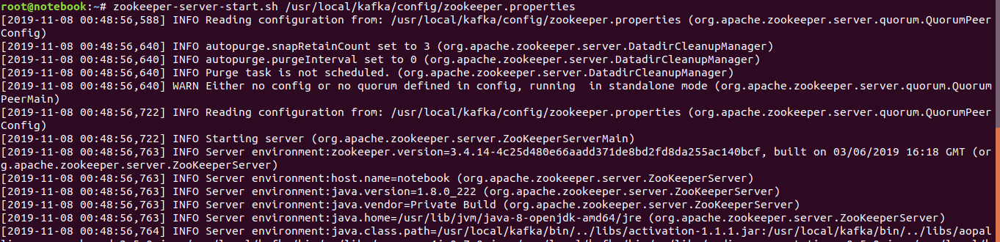 root@notebook:~# zookeeper-server-start.sh /usr/local/kafka/config/zookeeper.properties
[2019-11-08 00:48:56,588] INFO Reading configuration from: /usr/local/kafka/config/zookeeper.properties (org.apache.zookeeper.server.quorum.QuorumPeer
Config)
[2019-11-08 00:48:56,640] INFO autopurge.snapRetainCount set to 3 (org.apache.zookeeper.server.DatadirCleanupManager)
[2019-11-08 00:48:56,640] INFO autopurge.purgeInterval set to 0 (org.apache.zookeeper.server.DatadirCleanupManager)
[2019-11-08 00:48:56,640] INFO Purge task is not scheduled. (org.apache.zookeeper.server.DatadirCleanupManager)
[2019-11-08 00:48:56,640] WARN Either no config or no quorum defined in config, running  in standalone mode (org.apache.zookeeper.server.quorum.Quorum
PeerMain)
[2019-11-08 00:48:56,722] INFO Reading configuration from: /usr/local/kafka/config/zookeeper.properties (org.apache.zookeeper.server.quorum.QuorumPeer
Config)
[2019-11-08 00:48:56,722] INFO Starting server (org.apache.zookeeper.server.ZooKeeperServerMain)
[2019-11-08 00:48:56,763] INFO Server environment:zookeeper.version=3.4.14-4c25d480e66aadd371de8bd2fd8da255ac140bcf, built on 03/06/2019 16:18 GMT (or
g.apache.zookeeper.server.ZooKeeperServer)
[2019-11-08 00:48:56,763] INFO Server environment:host.name=notebook (org.apache.zookeeper.server.ZooKeeperServer)
[2019-11-08 00:48:56,763] INFO Server environment:java.version=1.8.0_222 (org.apache.zookeeper.server.ZooKeeperServer)
[2019-11-08 00:48:56,763] INFO Server environment:java.vendor=Private Build (org.apache.zookeeper.server.ZooKeeperServer)
[2019-11-08 00:48:56,763] INFO Server environment:java.home=/usr/lib/jvm/java-8-openjdk-amd64/jre (org.apache.zookeeper.server.ZooKeeperServer)
[2019-11-08 00:48:56,764] INFO Server environment:java.class.path=/usr/local/kafka/bin/../libs/activation-1.1.1.jar:/usr/local/kafka/bin/../libs/aopal